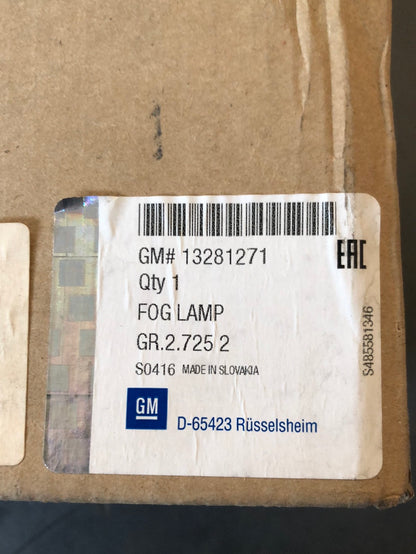 GM# 13281271
EAC
Qty 1
FOG LAMP
GR.2.725 2
S0416 MADE IN SLOVAKIA
GM
D-65423 Rüsselsheim
S485581346